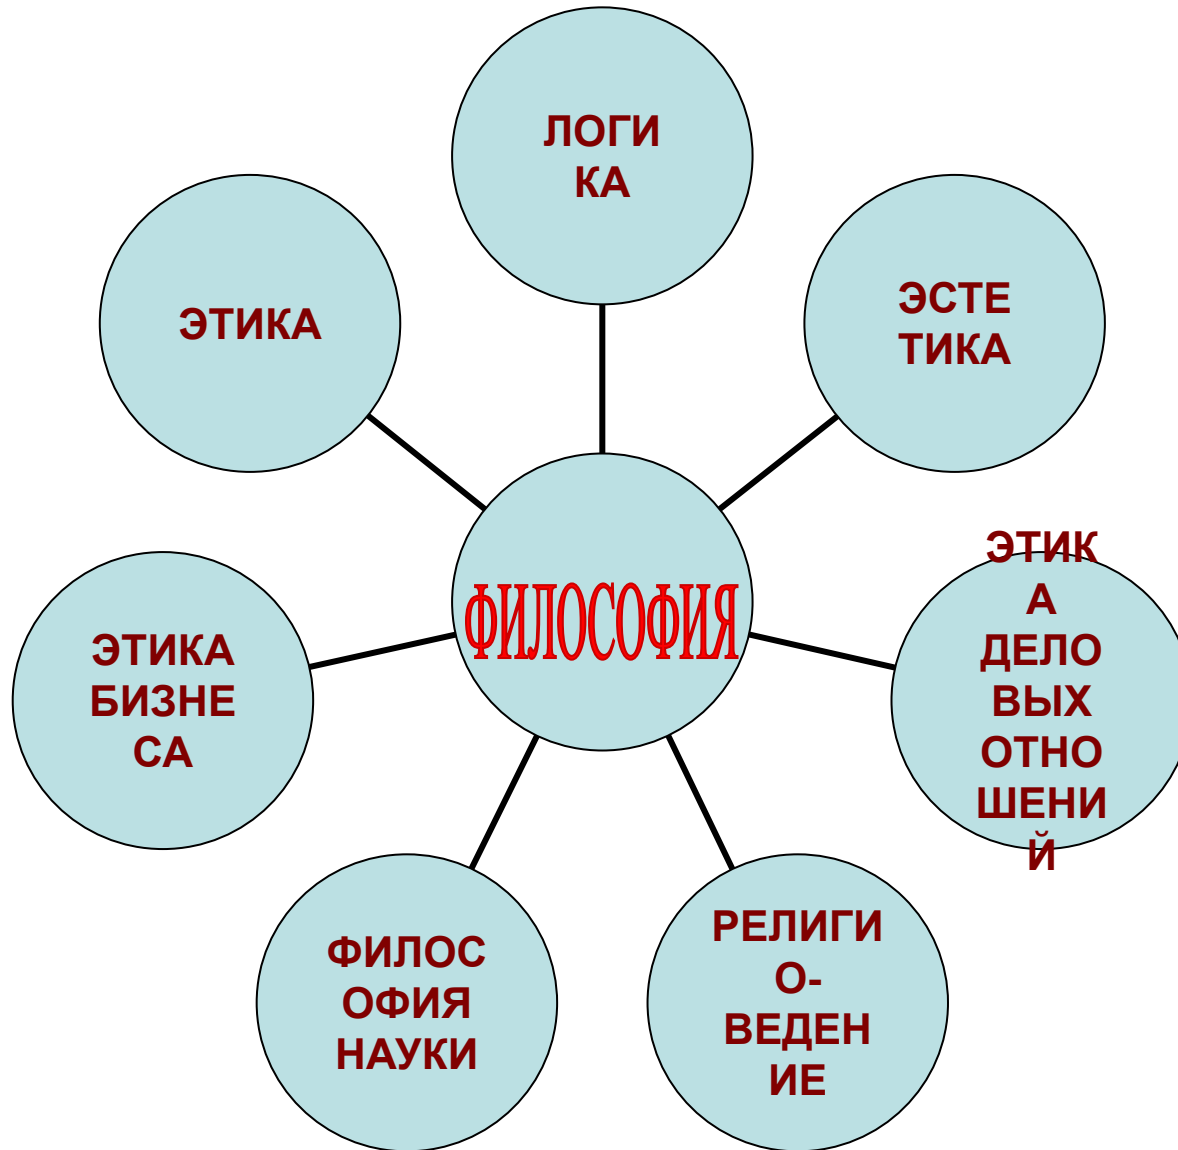 ЛОГИ
КА
ЭТИКА
ЭСТЕ
ТИКА
ФИЛОСОФИЯ
ЭТИКА
БИЗНЕ
СА
ЭТИК
А
ДЕЛО
ВЫХ
ОТНО
ШЕНИ
Й
ФИЛОС
ОФИЯ
НАУКИ
РЕЛИГИ
О-
ВЕДЕН
ИЕ